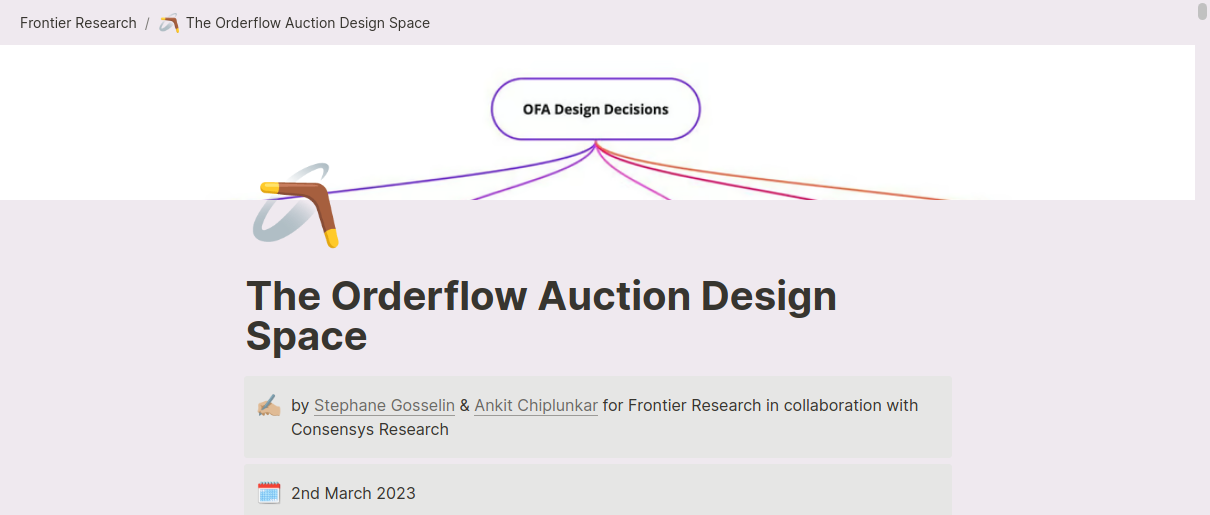 Frontier Research / The Orderflow Auction Design Space
OFA Design Decisions
The Orderflow Auction Design
Space
by Stephane Gosselin & Ankit Chiplunkar for Frontier Research in collaboration with
Consensys Research
2nd March 2023